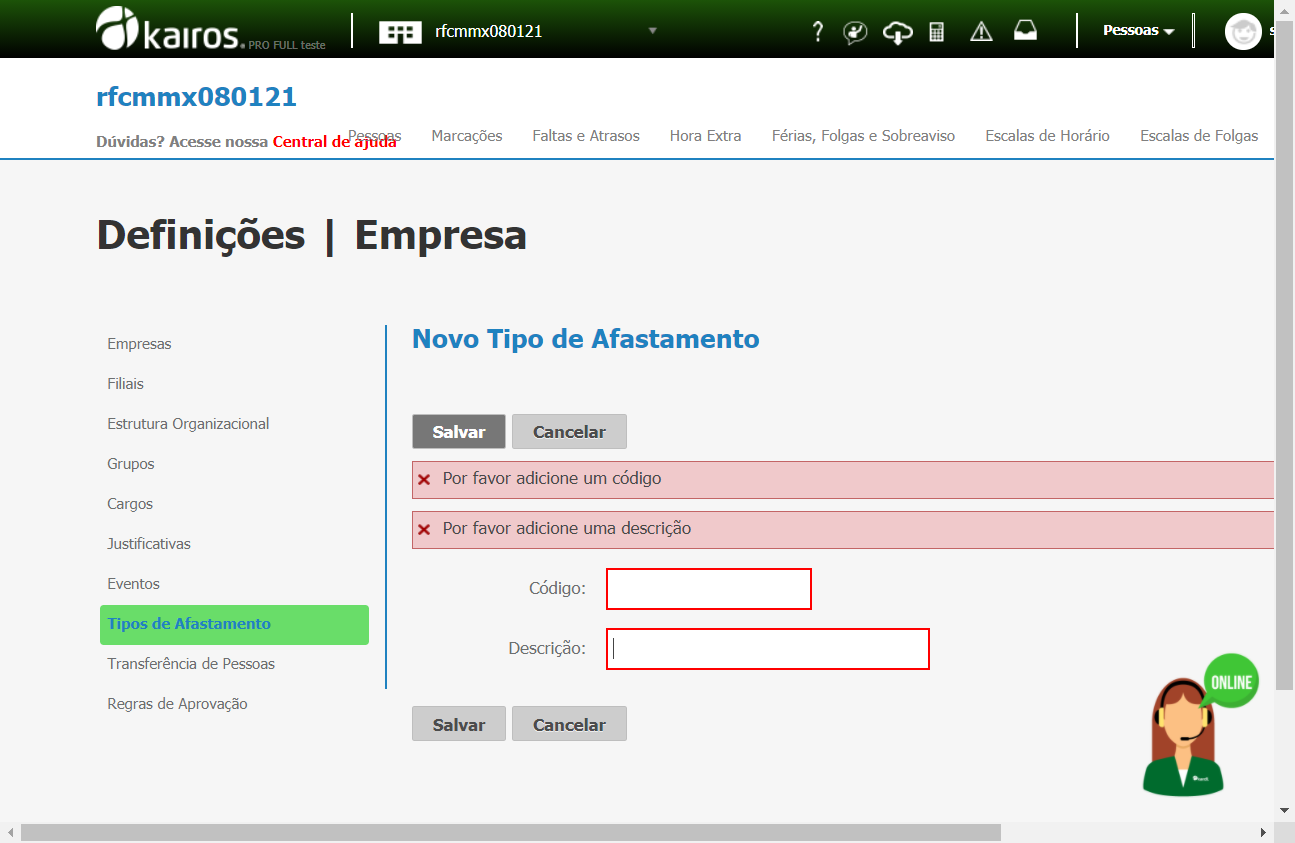 kairos. PRO FULL teste
rfcmmx080121
?
Pessoas
s
rfcmmx080121
Dúvidas? Acesse nossa Central de ajuda
Pessoas
Marcações
Faltas e Atrasos
Hora Extra
Férias, Folgas e Sobreaviso
Escalas de Horário
Escalas de Folgas
Definições | Empresa
Empresas
Filiais
Estrutura Organizacional
Grupos
Cargos
Justificativas
Eventos
Tipos de Afastamento
Transferência de Pessoas
Regras de Aprovação
Novo Tipo de Afastamento
Salvar Cancelar
Por favor adicione um código
Por favor adicione uma descrição
Código:
Descrição:
Salvar Cancelar
ONLINE